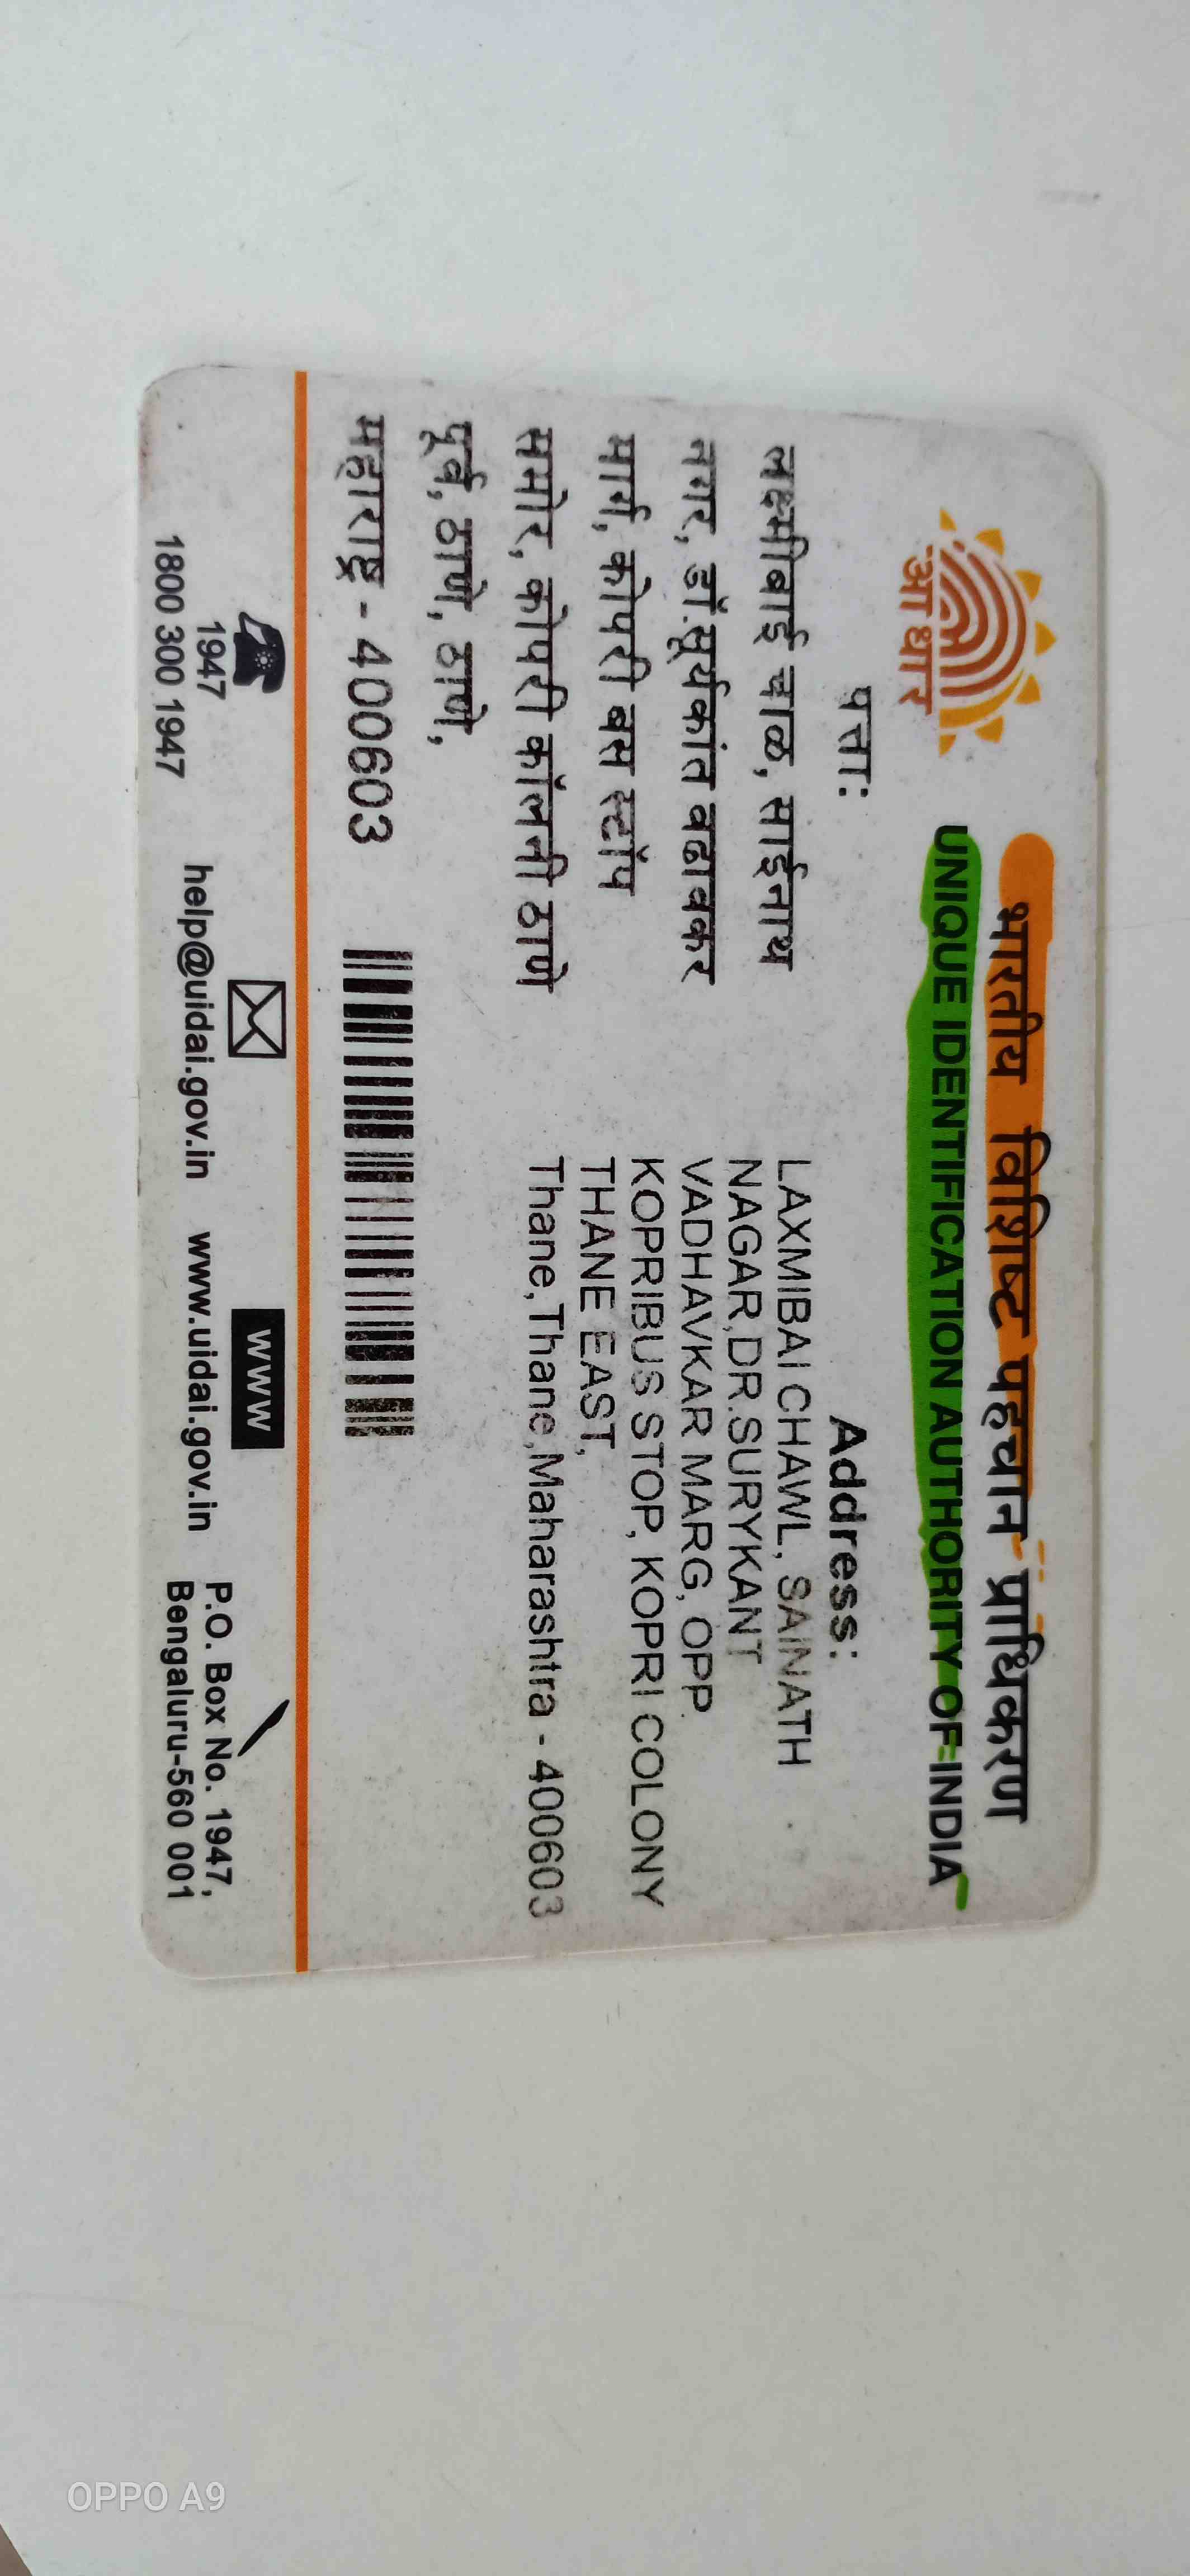 भारतीय विशिष्ट पहचान प्राधिकरण
UNIQUE IDENTIFICATION AUTHORITY OF INDIA
आधार
पत्ता:
लक्ष्मीबाई चाळ, साईनाथ
नगर, डॉ.सूर्यकांत वढावकर
मार्ग, कोपरी बस स्टॉप
समोर, कोपरी कॉलनी ठाणे
पूर्व, ठाणे, ठाणे,
महाराष्ट्र - 400603
Address:
LAXMIBAI CHAWL, SAINATH
NAGAR,DR.SURYKANT
VADHAVKAR MARG, OPP.
KOPRIBUS STOP, KOPRI COLONY
THANE EAST,
Thane,Thane,Maharashtra - 400603
1947
1800 300 1947
help@uidai.gov.in
www
www.uidai.gov.in
P.O. Box No. 1947,
Bengaluru-560 001
OPPO A9